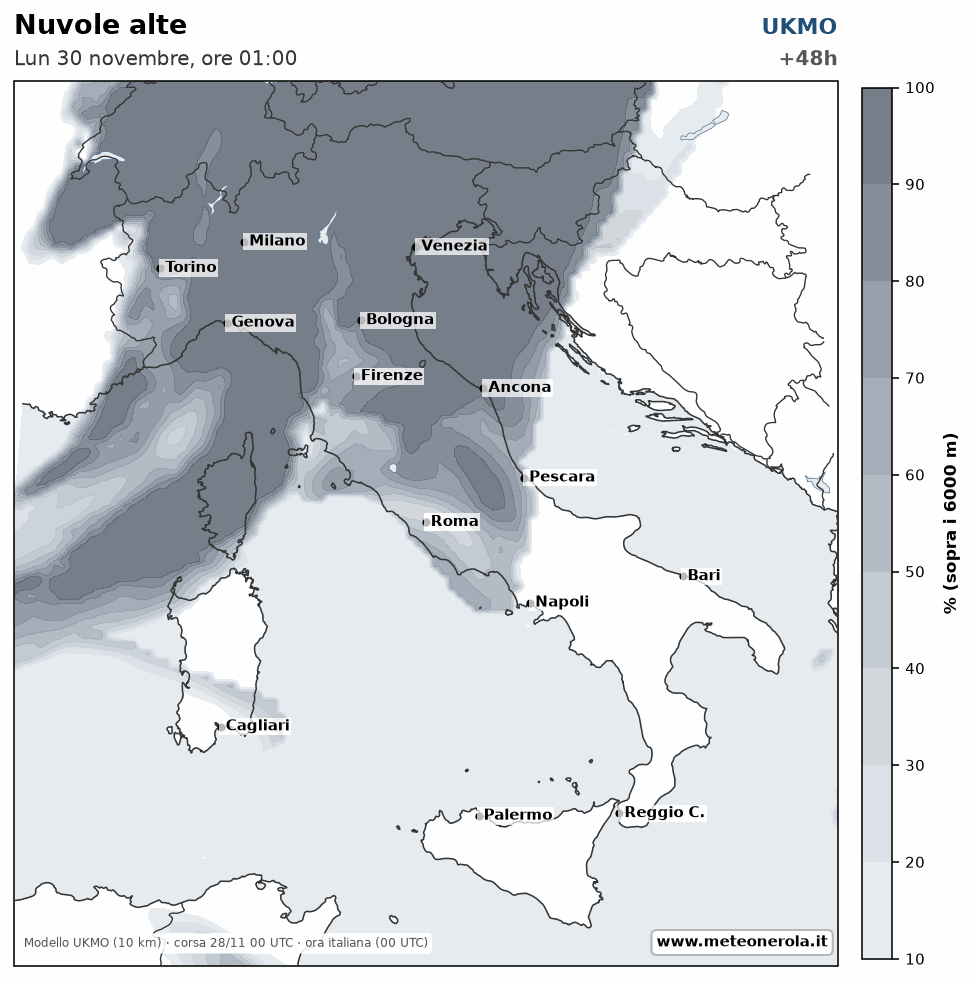 Nuvole alte
UKMO
Lun 30 novembre, ore 01:00
+48h
100
90
80
70
60
50
40
30
20
10
% (sopra i 6000 m)
Milano
Venezia
Torino
Genova
Bologna
Firenze
Ancona
Pescara
Roma
Bari
Napoli
Cagliari
Palermo
Reggio C.
Modello UKMO (10 km) · corsa 28/11 00 UTC · ora italiana (00 UTC)
www.meteonerola.it